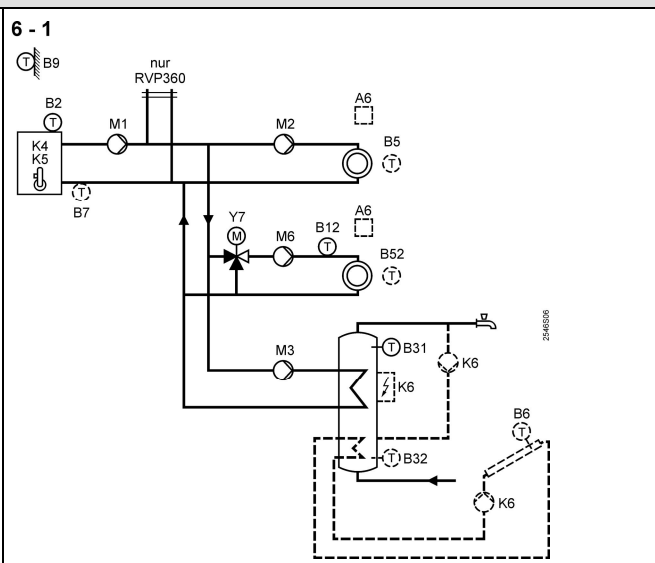 6 - 1
T B9
nur
RVP360
A6
B2
T
M1
M2
B5
T
K4
K5
T
B7
A6
Y7
M
M6
B12
T
B52
T
2546S06
M3
T B31
K6
K6
B6
T
T B32
K6